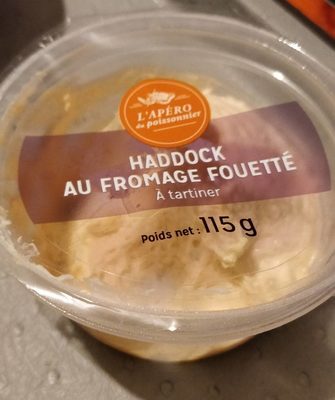 L'APÉRO
du poissonnier
HADDOCK
AU FROMAGE FOUETTÉ
À tartiner
Poids net : 115 g